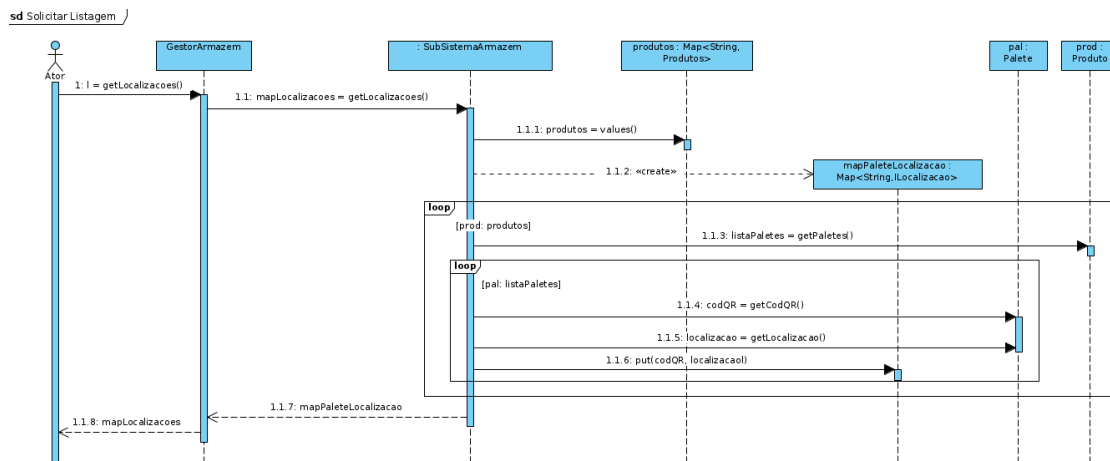 sd Solicitar Listagem
Ator
GestorArmazem
: SubSistemaArmazem
produtos : Map<String,
Produtos>
pal :
Palete
prod :
Produto
1: l = getLocalizacoes()
1.1: mapLocalizacoes = getLocalizacoes()
1.1.1: produtos = values()
1.1.2: «create»
mapPaleteLocalizacao :
Map<String,ILocalizacao>
loop
[prod: produtos]
1.1.3: listaPaletes = getPaletes()
loop
[pal: listaPaletes]
1.1.4: codQR = getCodQR()
1.1.5: localizacao = getLocalizacao()
1.1.6: put(codQR, localizacaol)
1.1.7: mapPaleteLocalizacao
1.1.8: mapLocalizacoes